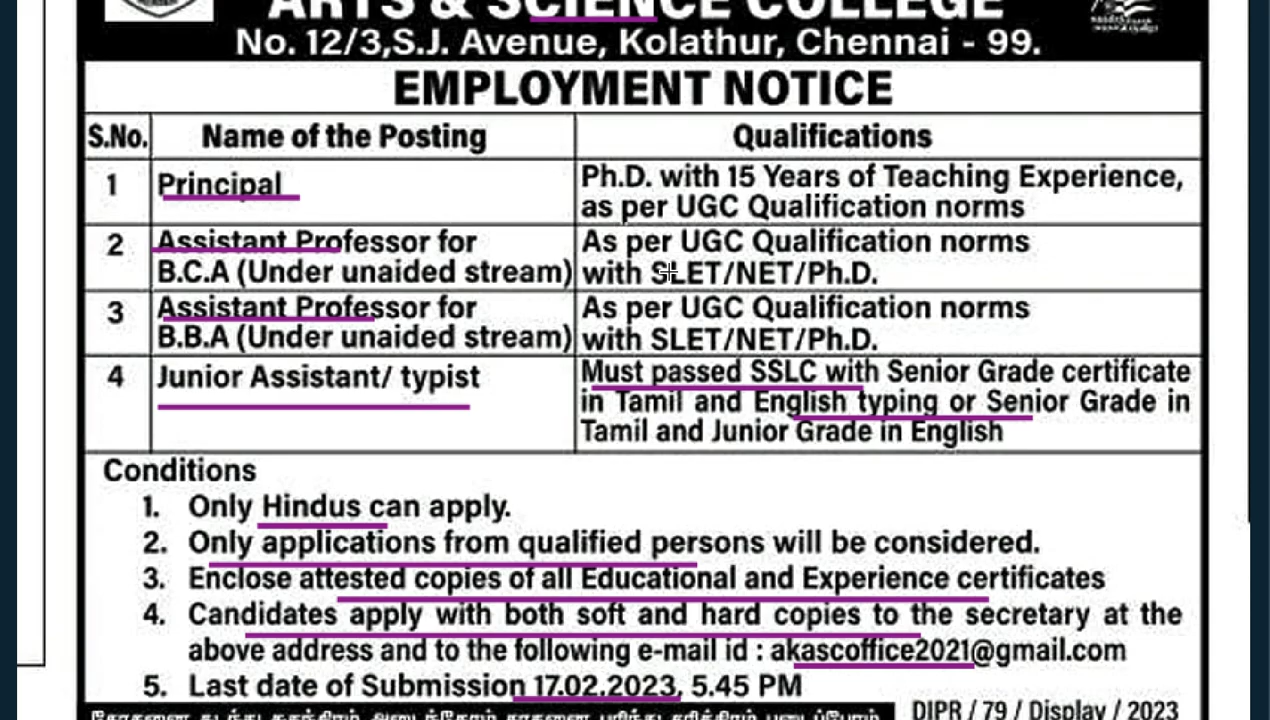 ARTS & SCIENCE COLLEGE
No. 12/3,S.J. Avenue, Kolathur, Chennai - 99.
EMPLOYMENT NOTICE
S.No. Name of the Posting Qualifications
1 Principal Ph.D. with 15 Years of Teaching Experience,
as per UGC Qualification norms
2 Assistant Professor for As per UGC Qualification norms
B.C.A (Under unaided stream) with SLET/NET/Ph.D.
3 Assistant Professor for As per UGC Qualification norms
B.B.A (Under unaided stream) with SLET/NET/Ph.D.
4 Junior Assistant/ typist Must passed SSLC with Senior Grade certificate
in Tamil and English typing or Senior Grade in
Tamil and Junior Grade in English
Conditions
1. Only Hindus can apply.
2. Only applications from qualified persons will be considered.
3. Enclose attested copies of all Educational and Experience certificates
4. Candidates apply with both soft and hard copies to the secretary at the
above address and to the following e-mail id : akascoffice2021@gmail.com
5. Last date of Submission 17.02.2023, 5.45 PM
DIPR / 79 / Display / 2023